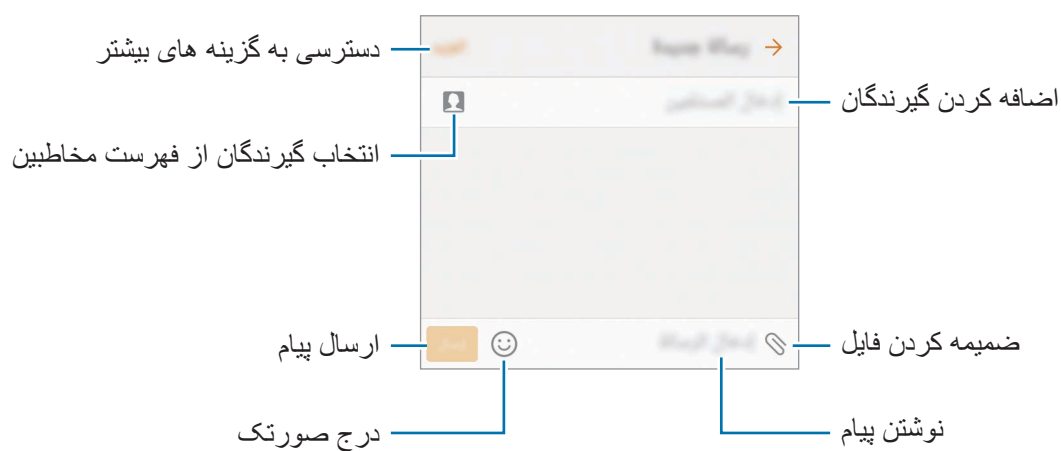 دسترسی به گزینه های بیشتر
اضافه کردن گیرندگان
انتخاب گیرندگان از فهرست مخاطبین
ارسال پیام
ضمیمه کردن فایل
درج صورتک
نوشتن پیام